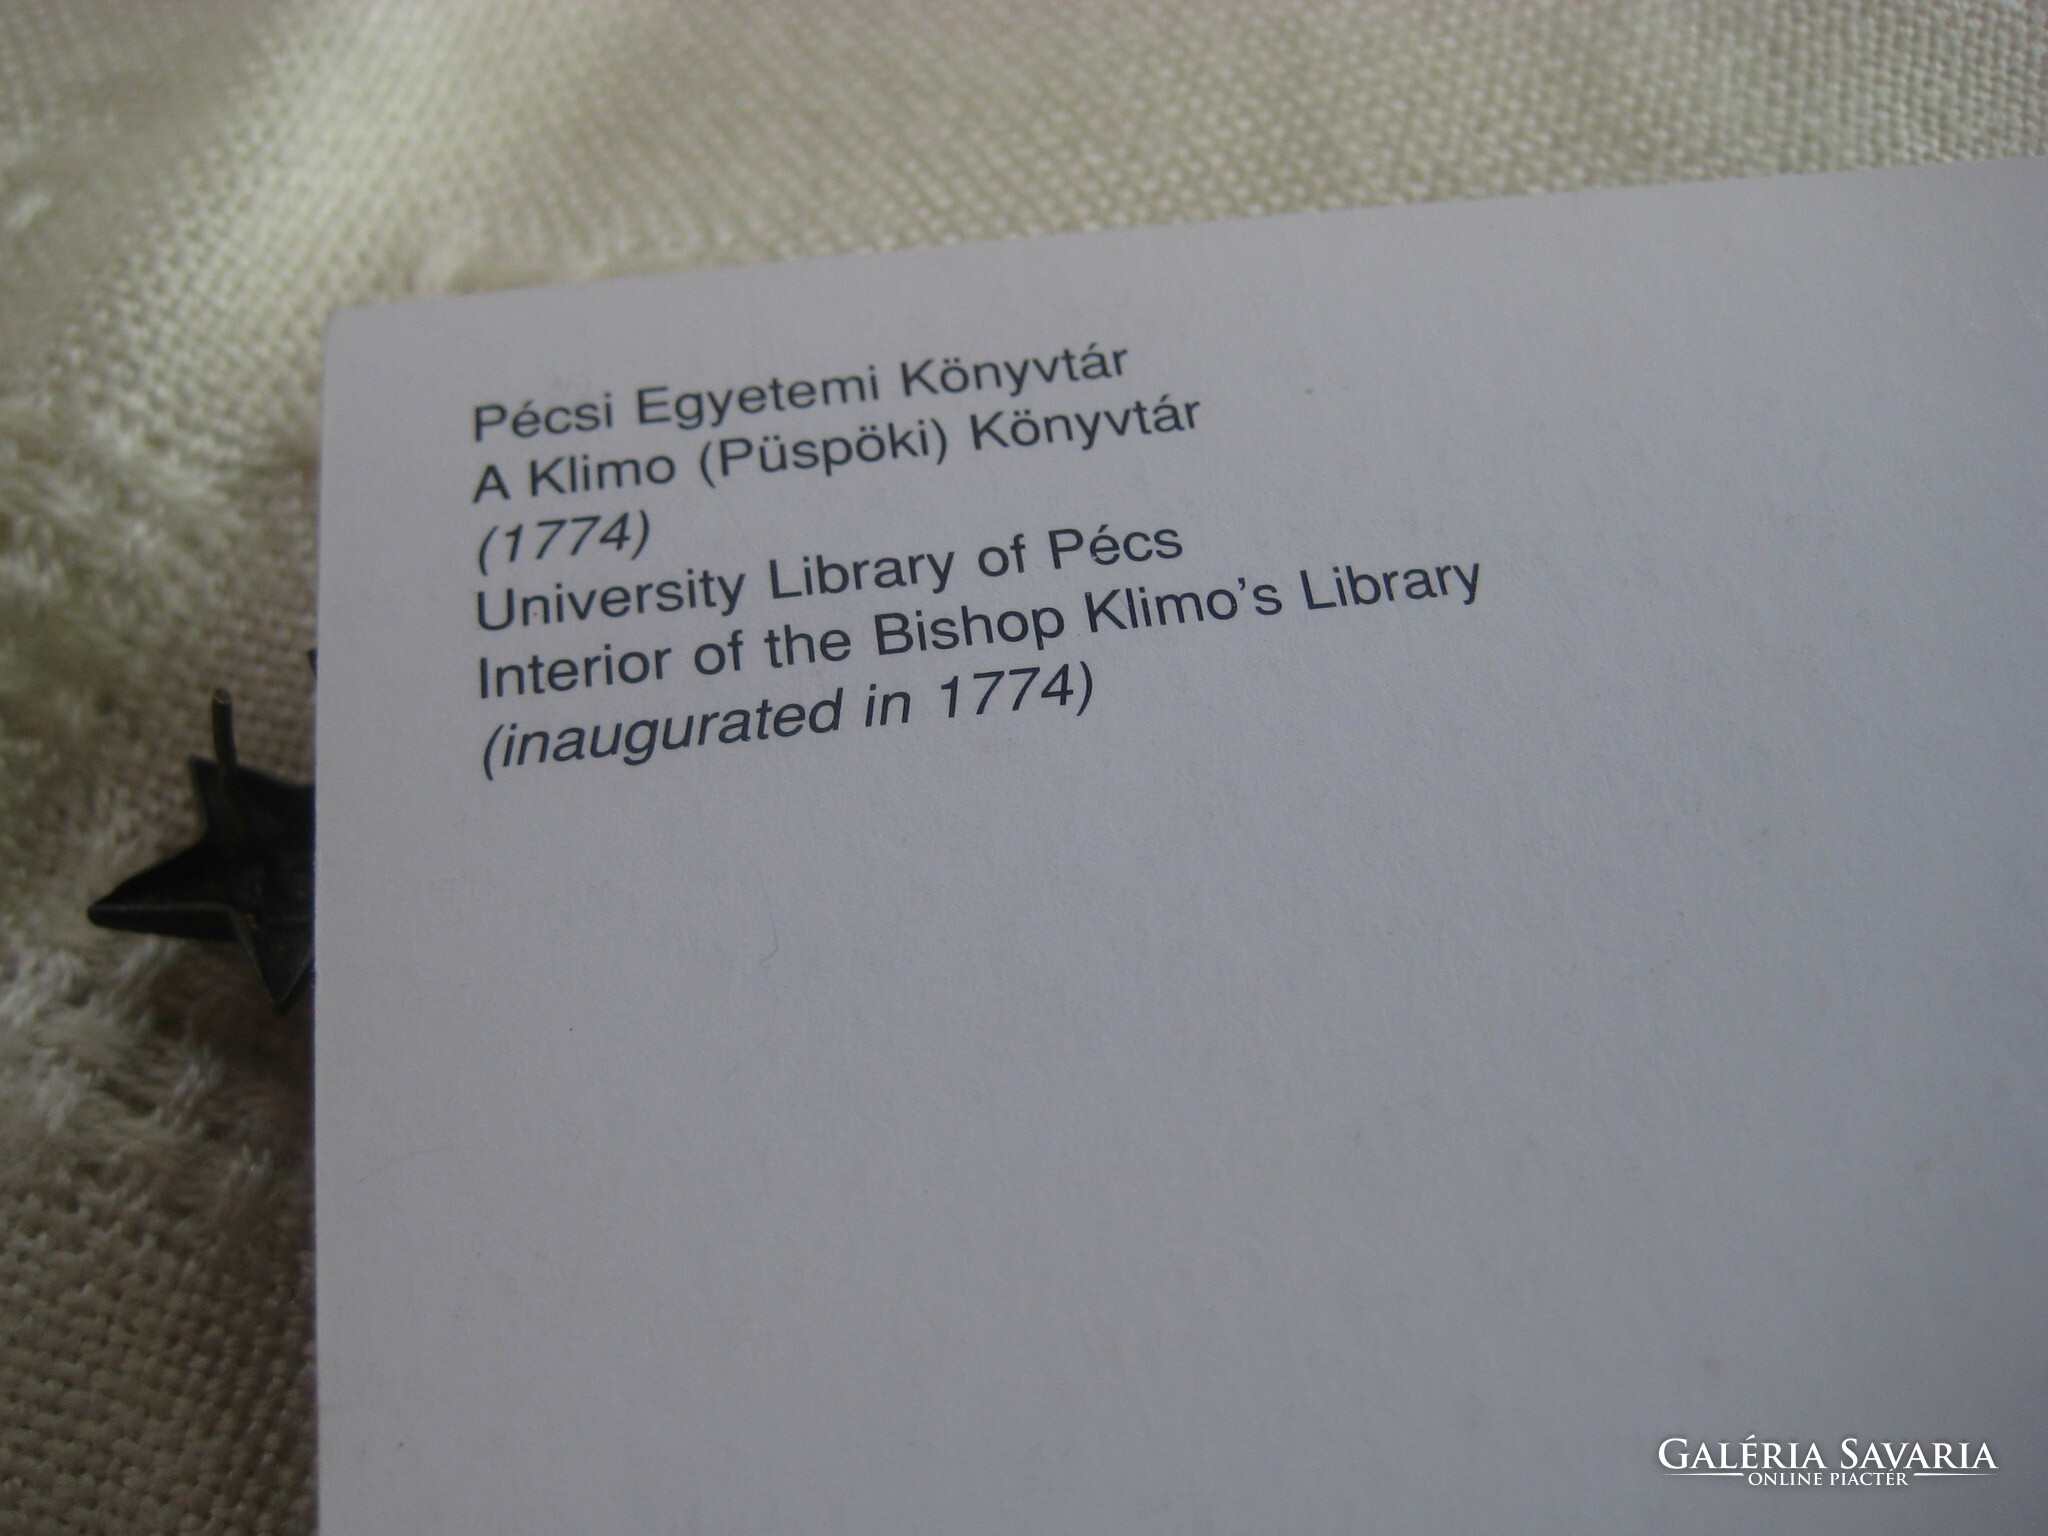 Pécsi Egyetemi Könyvtár
A Klimo (Püspöki) Könyvtár
(1774)
University Library of Pécs
Interior of the Bishop Klimo's Library
(inaugurated in 1774)
GALÉRIA SAVARIA
ONLINE PIACTÉR